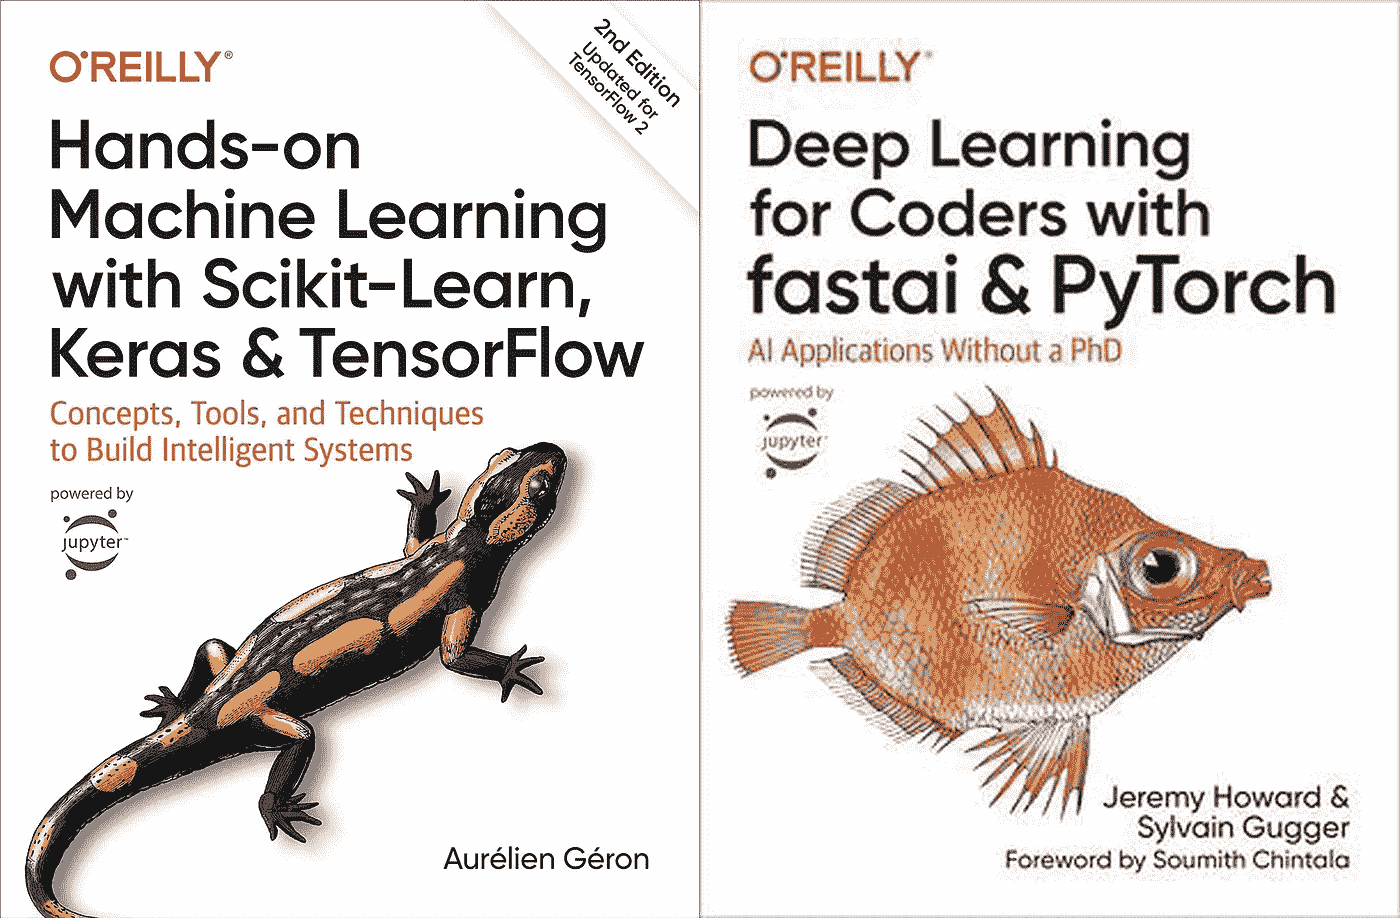 O'REILLY®
2nd Edition
Updated for
TensorFlow 2
Hands-on
Machine Learning
with Scikit-Learn,
Keras & TensorFlow
Concepts, Tools, and Techniques
to Build Intelligent Systems
powered by
jupyter™
Aurélien Géron
O'REILLY®
Deep Learning
for Coders with
fastai & PyTorch
AI Applications Without a PhD
powered by
jupyter™
Jeremy Howard &
Sylvain Gugger
Foreword by Soumith Chintala